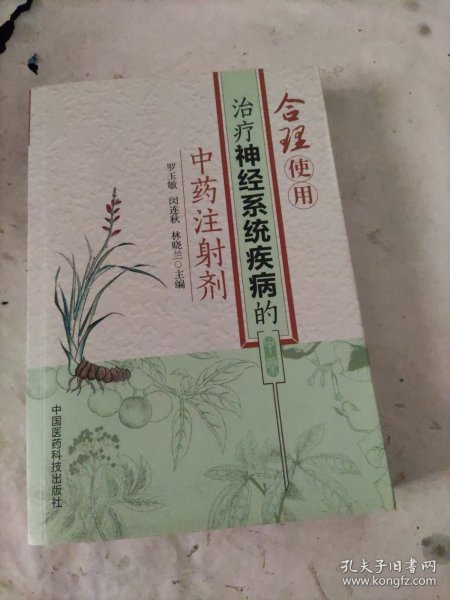 合理使用
治疗神经系统疾病的
中药注射剂
罗玉敏 闵连秋 林晓兰○主编
中国医药科技出版社
孔夫子旧书网
www.kongfz.com